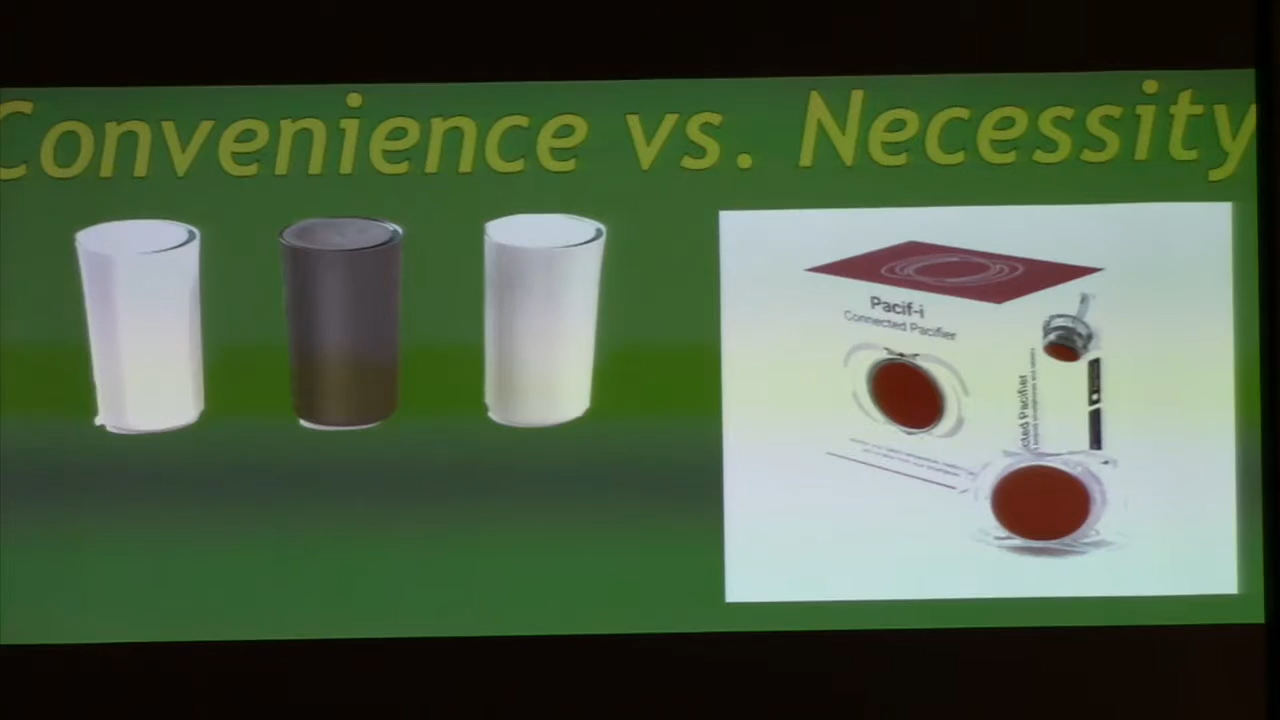 Convenience vs. Necessity
Pacif-i
Connected Pacifier
cted Pacifier